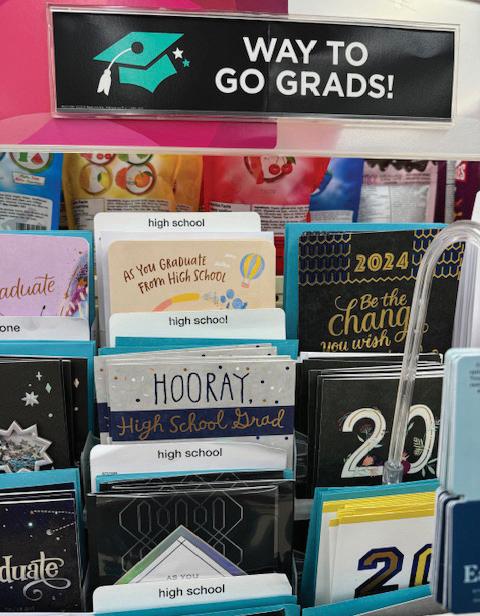 WAY TO
GO GRADS!
high school
AS YOU GRADUATE
FROM HIGH SCHOOL
2024
Be the
change
you wish
aduate
one
high school
HOORAY,
High School Grad
20
high school
AS YOU
duate
20
high school